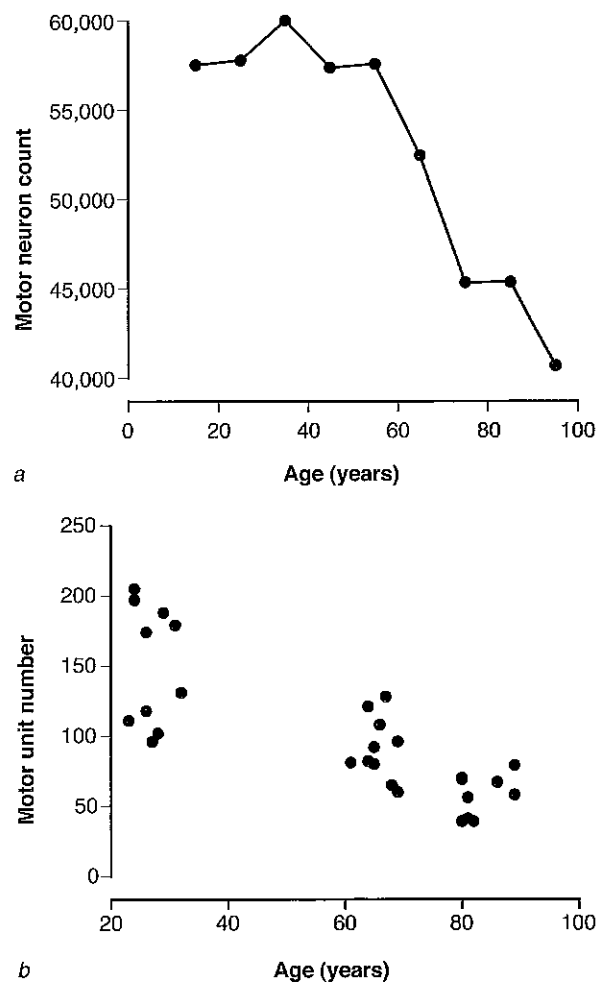 60,000
55,000
50,000
45,000
40,000
Motor neuron count
0 20 40 60 80 100
Age (years)
a
250
200
150
100
50
0
Motor unit number
20 40 60 80 100
Age (years)
b